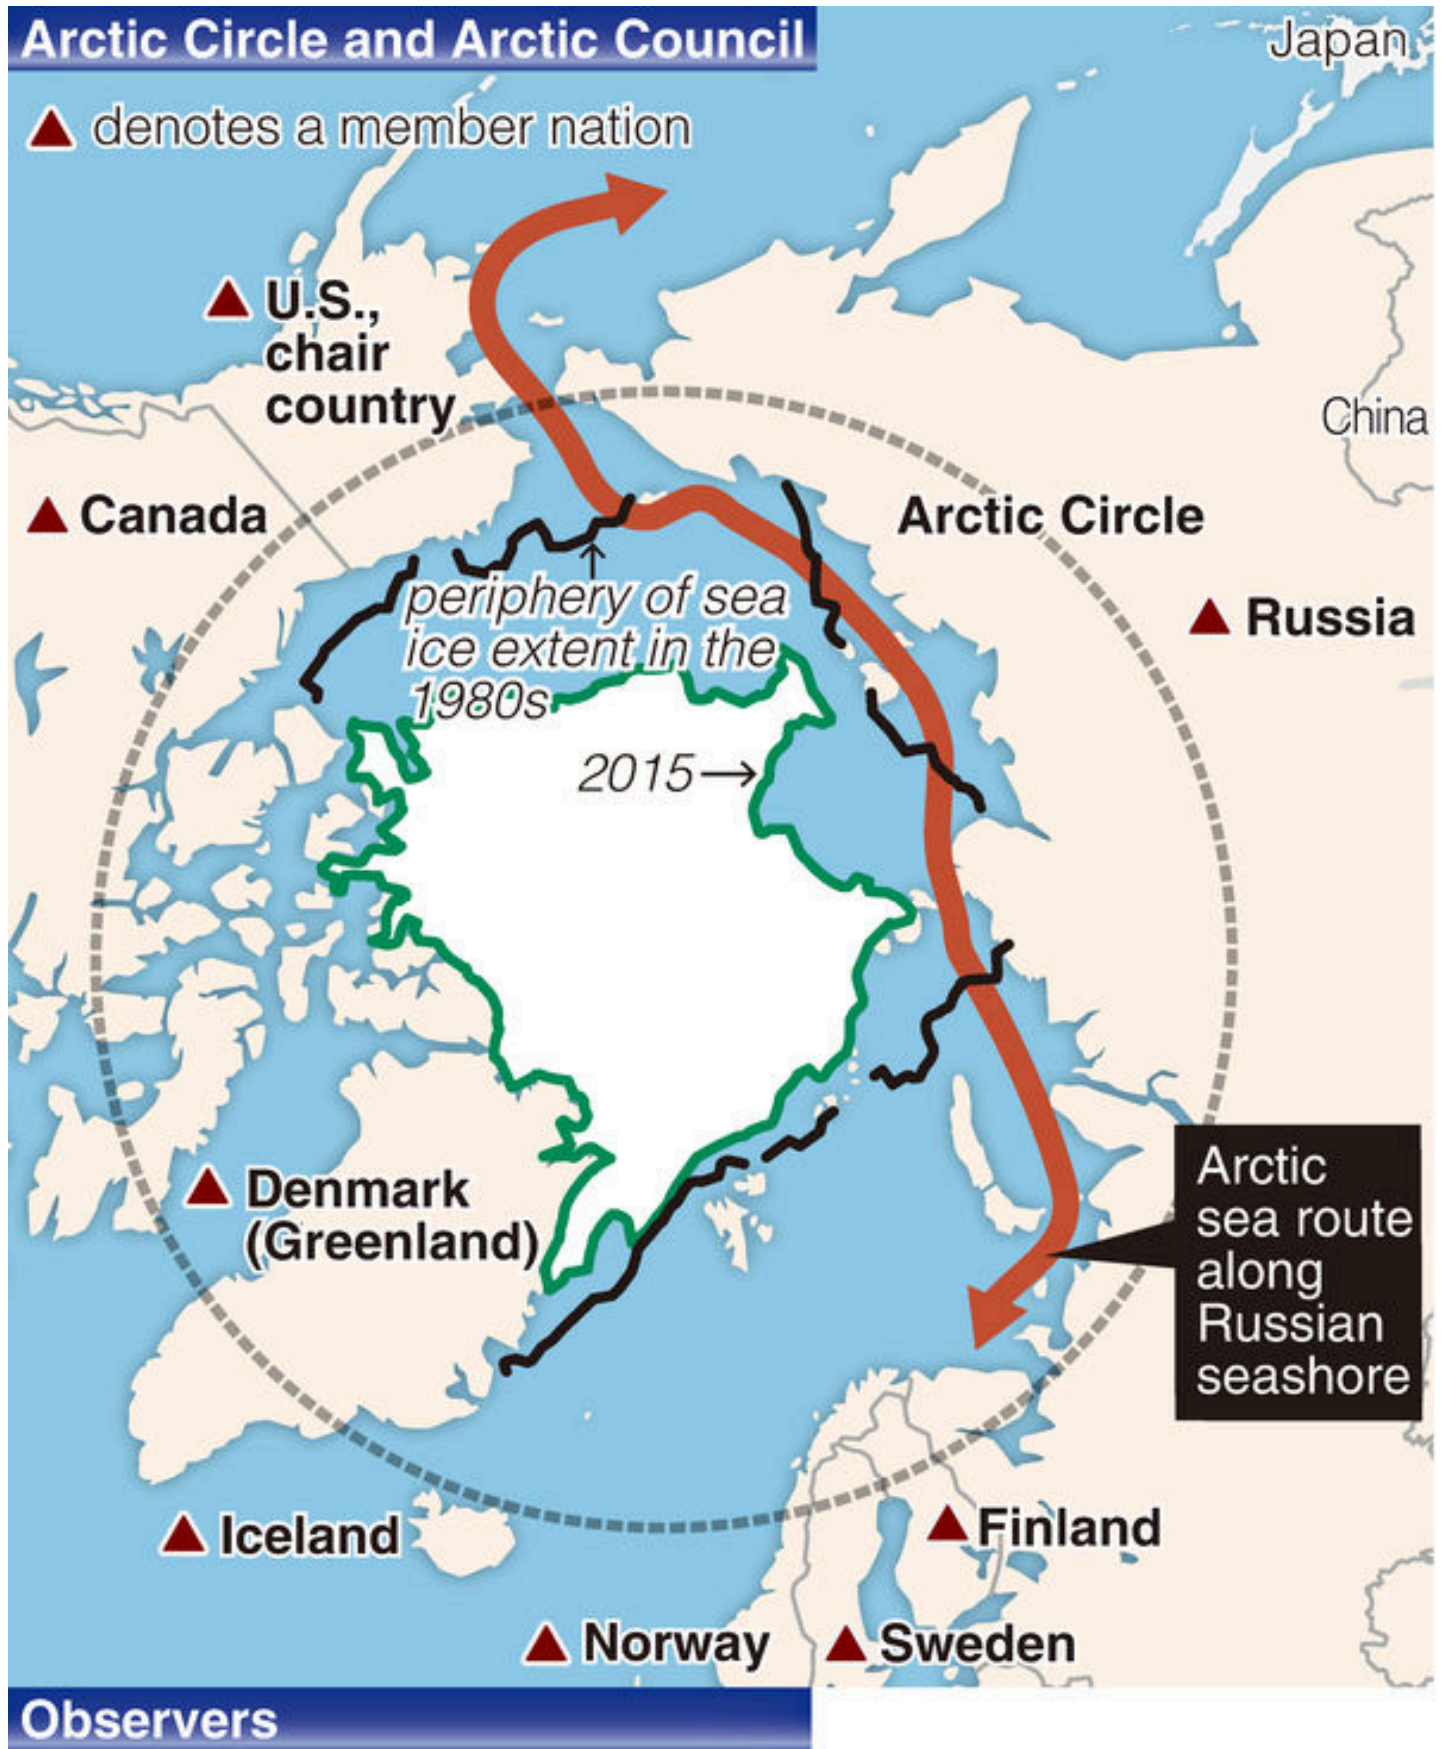 Arctic Circle and Arctic Council
Japan
denotes a member nation
U.S.,
chair
country
China
Canada
Arctic Circle
periphery of sea
ice extent in the
1980s
Russia
2015
Arctic
sea route
along
Russian
seashore
Denmark
(Greenland)
Iceland
Finland
Norway
Sweden
Observers